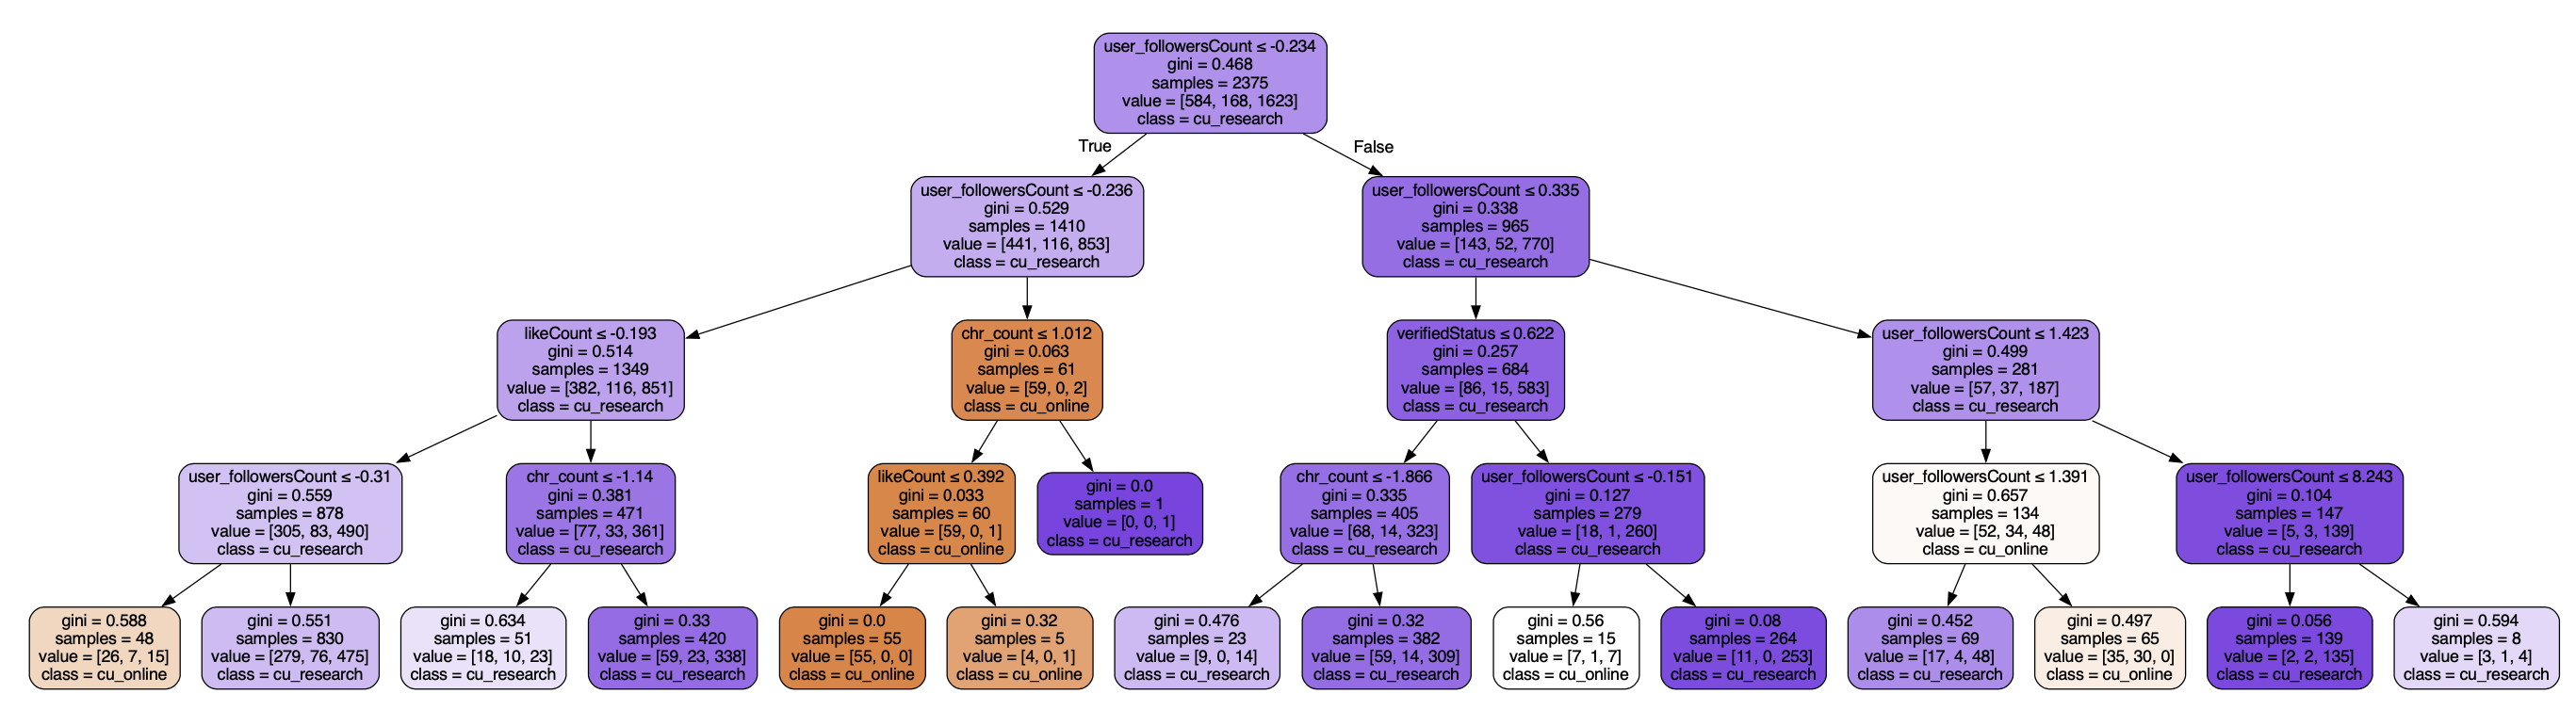 user_followersCount ≤ -0.234
gini = 0.468
samples = 2375
value = [584, 168, 1623]
class = cu_research
True
False
user_followersCount ≤ -0.236
gini = 0.529
samples = 1410
value = [441, 116, 853]
class = cu_research
user_followersCount ≤ 0.335
gini = 0.338
samples = 965
value = [143, 52, 770]
class = cu_research
likeCount ≤ -0.193
gini = 0.514
samples = 1349
value = [382, 116, 851]
class = cu_research
chr_count ≤ 1.012
gini = 0.063
samples = 61
value = [59, 0, 2]
class = cu_online
verifiedStatus ≤ 0.622
gini = 0.257
samples = 684
value = [86, 15, 583]
class = cu_research
user_followersCount ≤ 1.423
gini = 0.499
samples = 281
value = [57, 37, 187]
class = cu_research
user_followersCount ≤ -0.31
gini = 0.559
samples = 878
value = [305, 83, 490]
class = cu_research
chr_count ≤ -1.14
gini = 0.381
samples = 471
value = [77, 33, 361]
class = cu_research
likeCount ≤ 0.392
gini = 0.033
samples = 60
value = [59, 0, 1]
class = cu_online
gini = 0.0
samples = 1
value = [0, 0, 1]
class = cu_research
chr_count ≤ -1.866
gini = 0.335
samples = 405
value = [68, 14, 323]
class = cu_research
user_followersCount ≤ -0.151
gini = 0.127
samples = 279
value = [18, 1, 260]
class = cu_research
user_followersCount ≤ 1.391
gini = 0.657
samples = 134
value = [52, 34, 48]
class = cu_online
user_followersCount ≤ 8.243
gini = 0.104
samples = 147
value = [5, 3, 139]
class = cu_research
gini = 0.588
samples = 48
value = [26, 7, 15]
class = cu_online
gini = 0.551
samples = 830
value = [279, 76, 475]
class = cu_research
gini = 0.634
samples = 51
value = [18, 10, 23]
class = cu_research
gini = 0.33
samples = 420
value = [59, 23, 338]
class = cu_research
gini = 0.0
samples = 55
value = [55, 0, 0]
class = cu_online
gini = 0.32
samples = 5
value = [4, 0, 1]
class = cu_online
gini = 0.476
samples = 23
value = [9, 0, 14]
class = cu_research
gini = 0.32
samples = 382
value = [59, 14, 309]
class = cu_research
gini = 0.56
samples = 15
value = [7, 1, 7]
class = cu_online
gini = 0.08
samples = 264
value = [11, 0, 253]
class = cu_research
gini = 0.452
samples = 69
value = [17, 4, 48]
class = cu_research
gini = 0.497
samples = 65
value = [35, 30, 0]
class = cu_online
gini = 0.056
samples = 139
value = [2, 2, 135]
class = cu_research
gini = 0.594
samples = 8
value = [3, 1, 4]
class = cu_research